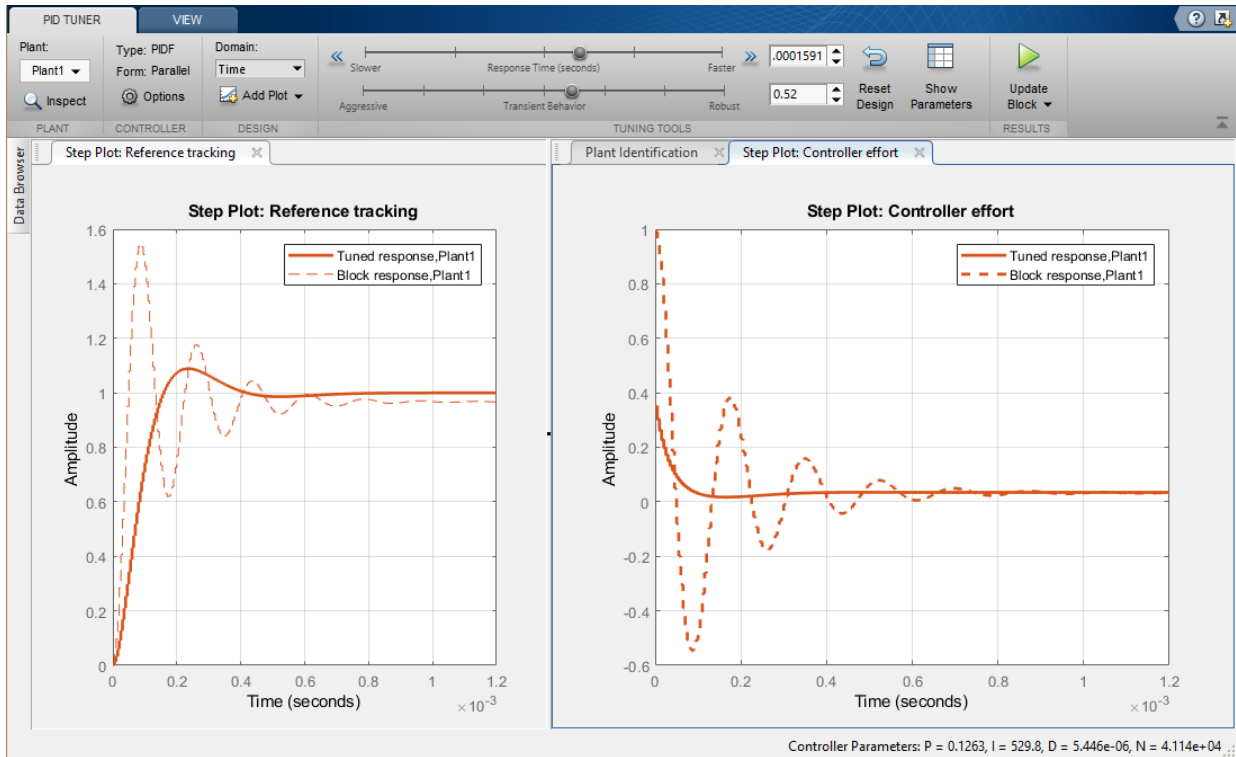 PID TUNER VIEW
Plant: Type: PIDF Domain:
Plant1 Form: Parallel Time Slower Response Time (seconds) Faster .0001591
Inspect Options Add Plot Aggressive Transient Behavior Robust 0.52 Reset Design Show Parameters Update Block
PLANT CONTROLLER DESIGN TUNING TOOLS RESULTS
Data Browser
Step Plot: Reference tracking
Plant Identification Step Plot: Controller effort
Step Plot: Reference tracking
Tuned response,Plant1
Block response,Plant1
1.6
1.4
1.2
1
0.8
0.6
0.4
0.2
0
Amplitude
0 0.2 0.4 0.6 0.8 1 1.2
Time (seconds)
×10⁻³
Step Plot: Controller effort
Tuned response,Plant1
Block response,Plant1
1
0.8
0.6
0.4
0.2
0
-0.2
-0.4
-0.6
Amplitude
0 0.2 0.4 0.6 0.8 1 1.2
Time (seconds)
×10⁻³
Controller Parameters: P = 0.1263, I = 529.8, D = 5.446e-06, N = 4.114e+04